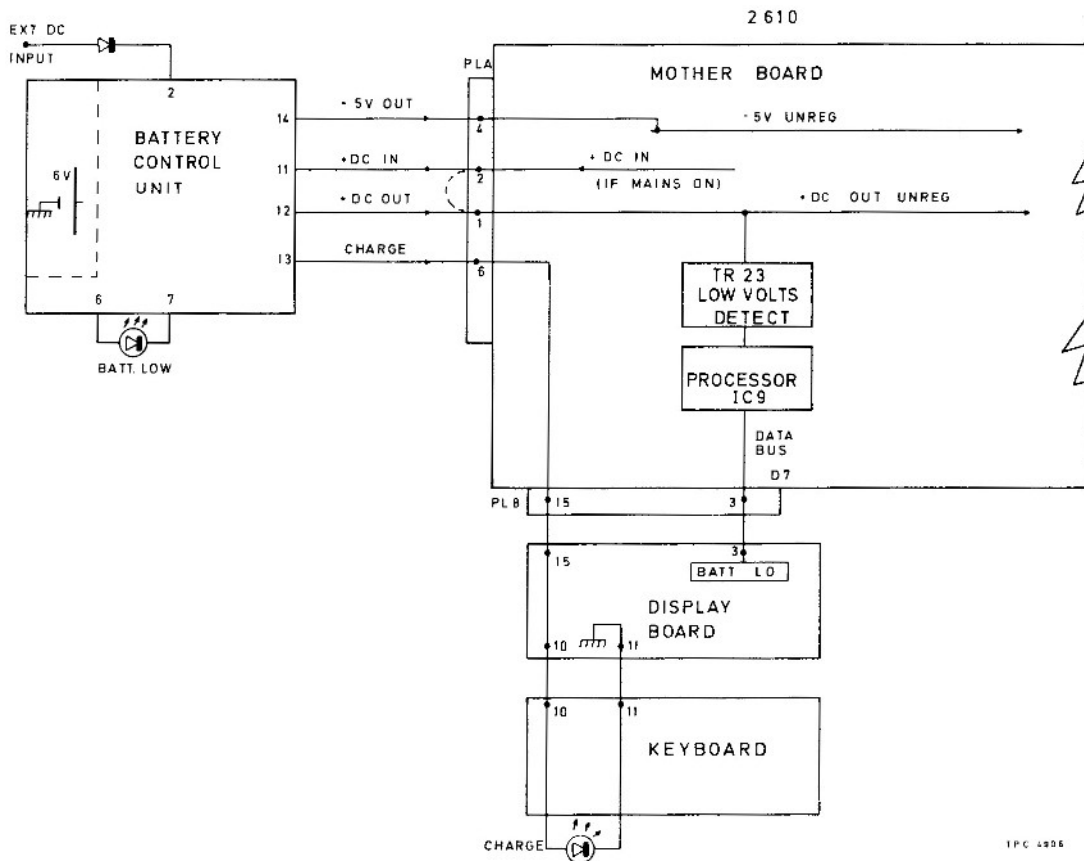 2610
EXT DC
INPUT
PLA
MOTHER BOARD
2
14
- 5V OUT
4
- 5V UNREG
BATTERY
CONTROL
UNIT
6V
11
+DC IN
2
+ DC IN
(IF MAINS ON)
12
+DC OUT
1
+DC OUT UNREG
13
CHARGE
6
TR 23
LOW VOLTS
DETECT
6
7
BATT. LOW
PROCESSOR
IC9
DATA
BUS
D7
PLB
15
3
15
3
BATT LO
DISPLAY
BOARD
10
11
10
11
KEYBOARD
CHARGE